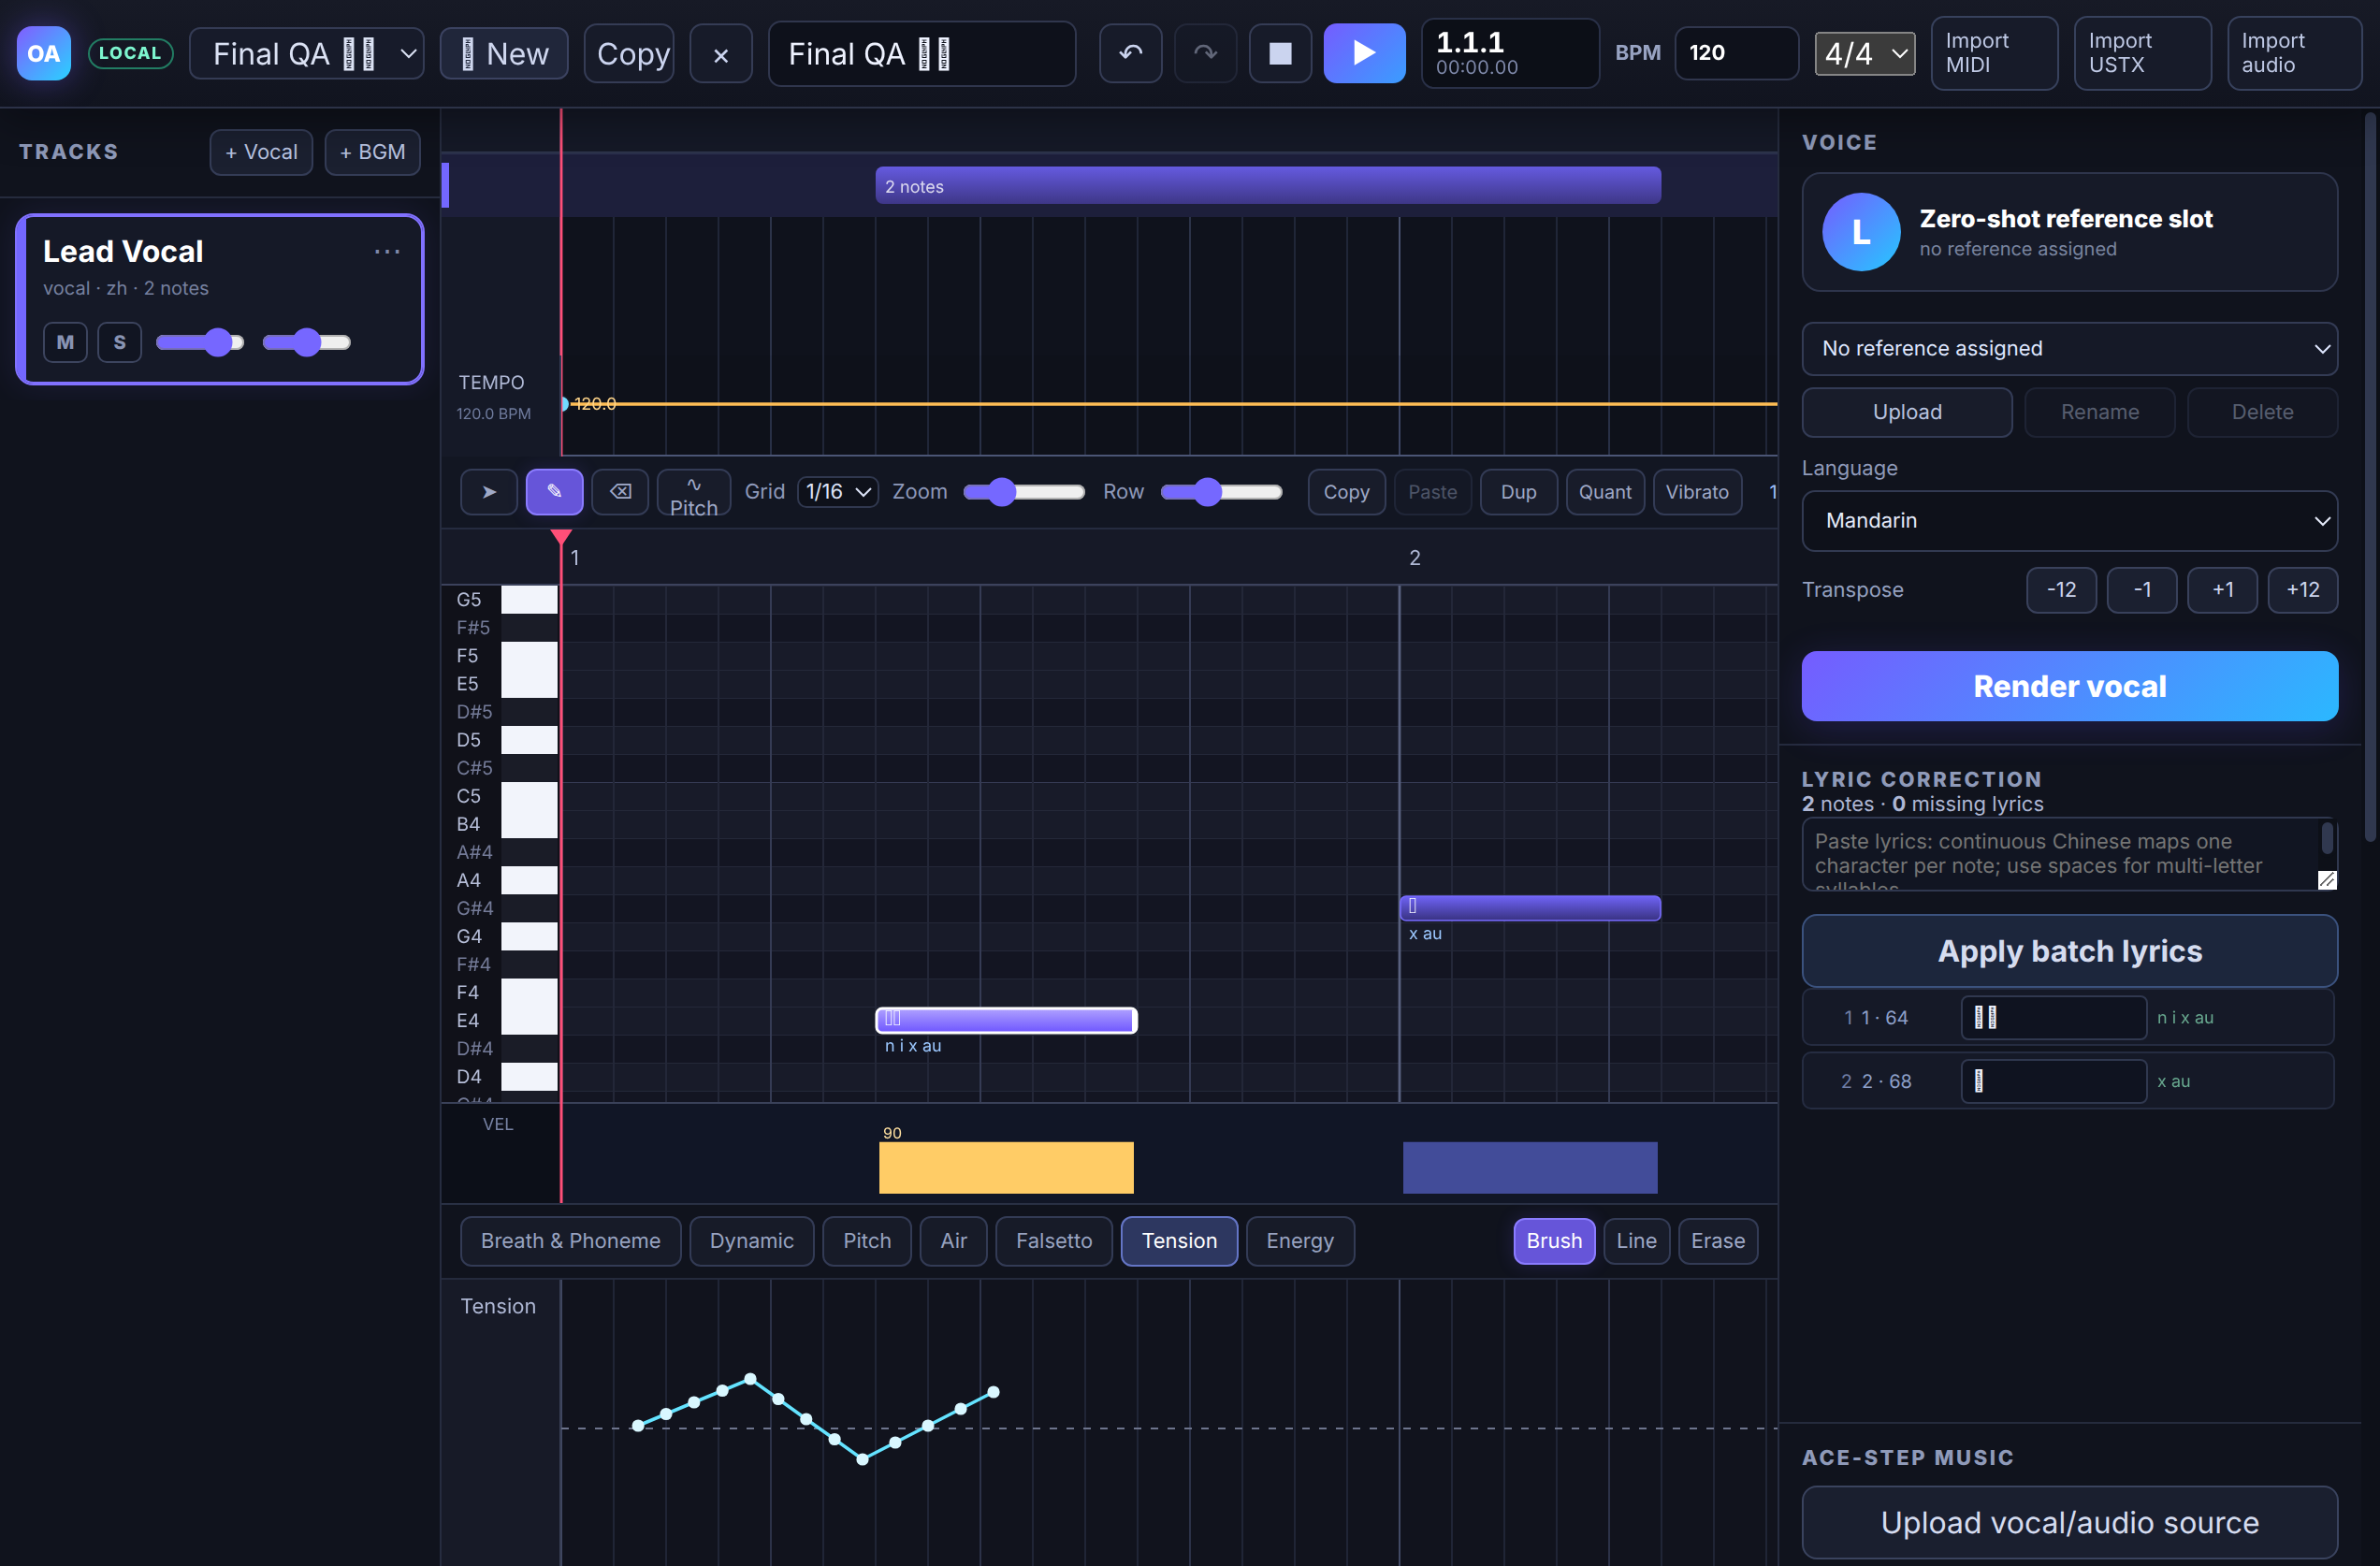 OA
LOCAL
Final QA
New
Copy
×
Final QA
1.1.1
00:00.00
BPM
120
4/4
Import MIDI
Import USTX
Import audio
TRACKS
+ Vocal
+ BGM
Lead Vocal
vocal · zh · 2 notes
M
S
2 notes
TEMPO
120.0 BPM
120.0
Pitch
Grid
1/16
Zoom
Row
Copy
Paste
Dup
Quant
Vibrato
1
1
2
G5
F#5
F5
E5
D#5
D5
C#5
C5
B4
A#4
A4
G#4
G4
F#4
F4
E4
D#4
D4
C#4
x au
n i x au
VEL
90
Breath & Phoneme
Dynamic
Pitch
Air
Falsetto
Tension
Energy
Brush
Line
Erase
Tension
VOICE
L
Zero-shot reference slot
no reference assigned
No reference assigned
Upload
Rename
Delete
Language
Mandarin
Transpose
-12
-1
+1
+12
Render vocal
LYRIC CORRECTION
2 notes · 0 missing lyrics
Paste lyrics: continuous Chinese maps one
character per note; use spaces for multi-letter
syllables
Apply batch lyrics
1 1 · 64
n i x au
2 2 · 68
x au
ACE-STEP MUSIC
Upload vocal/audio source